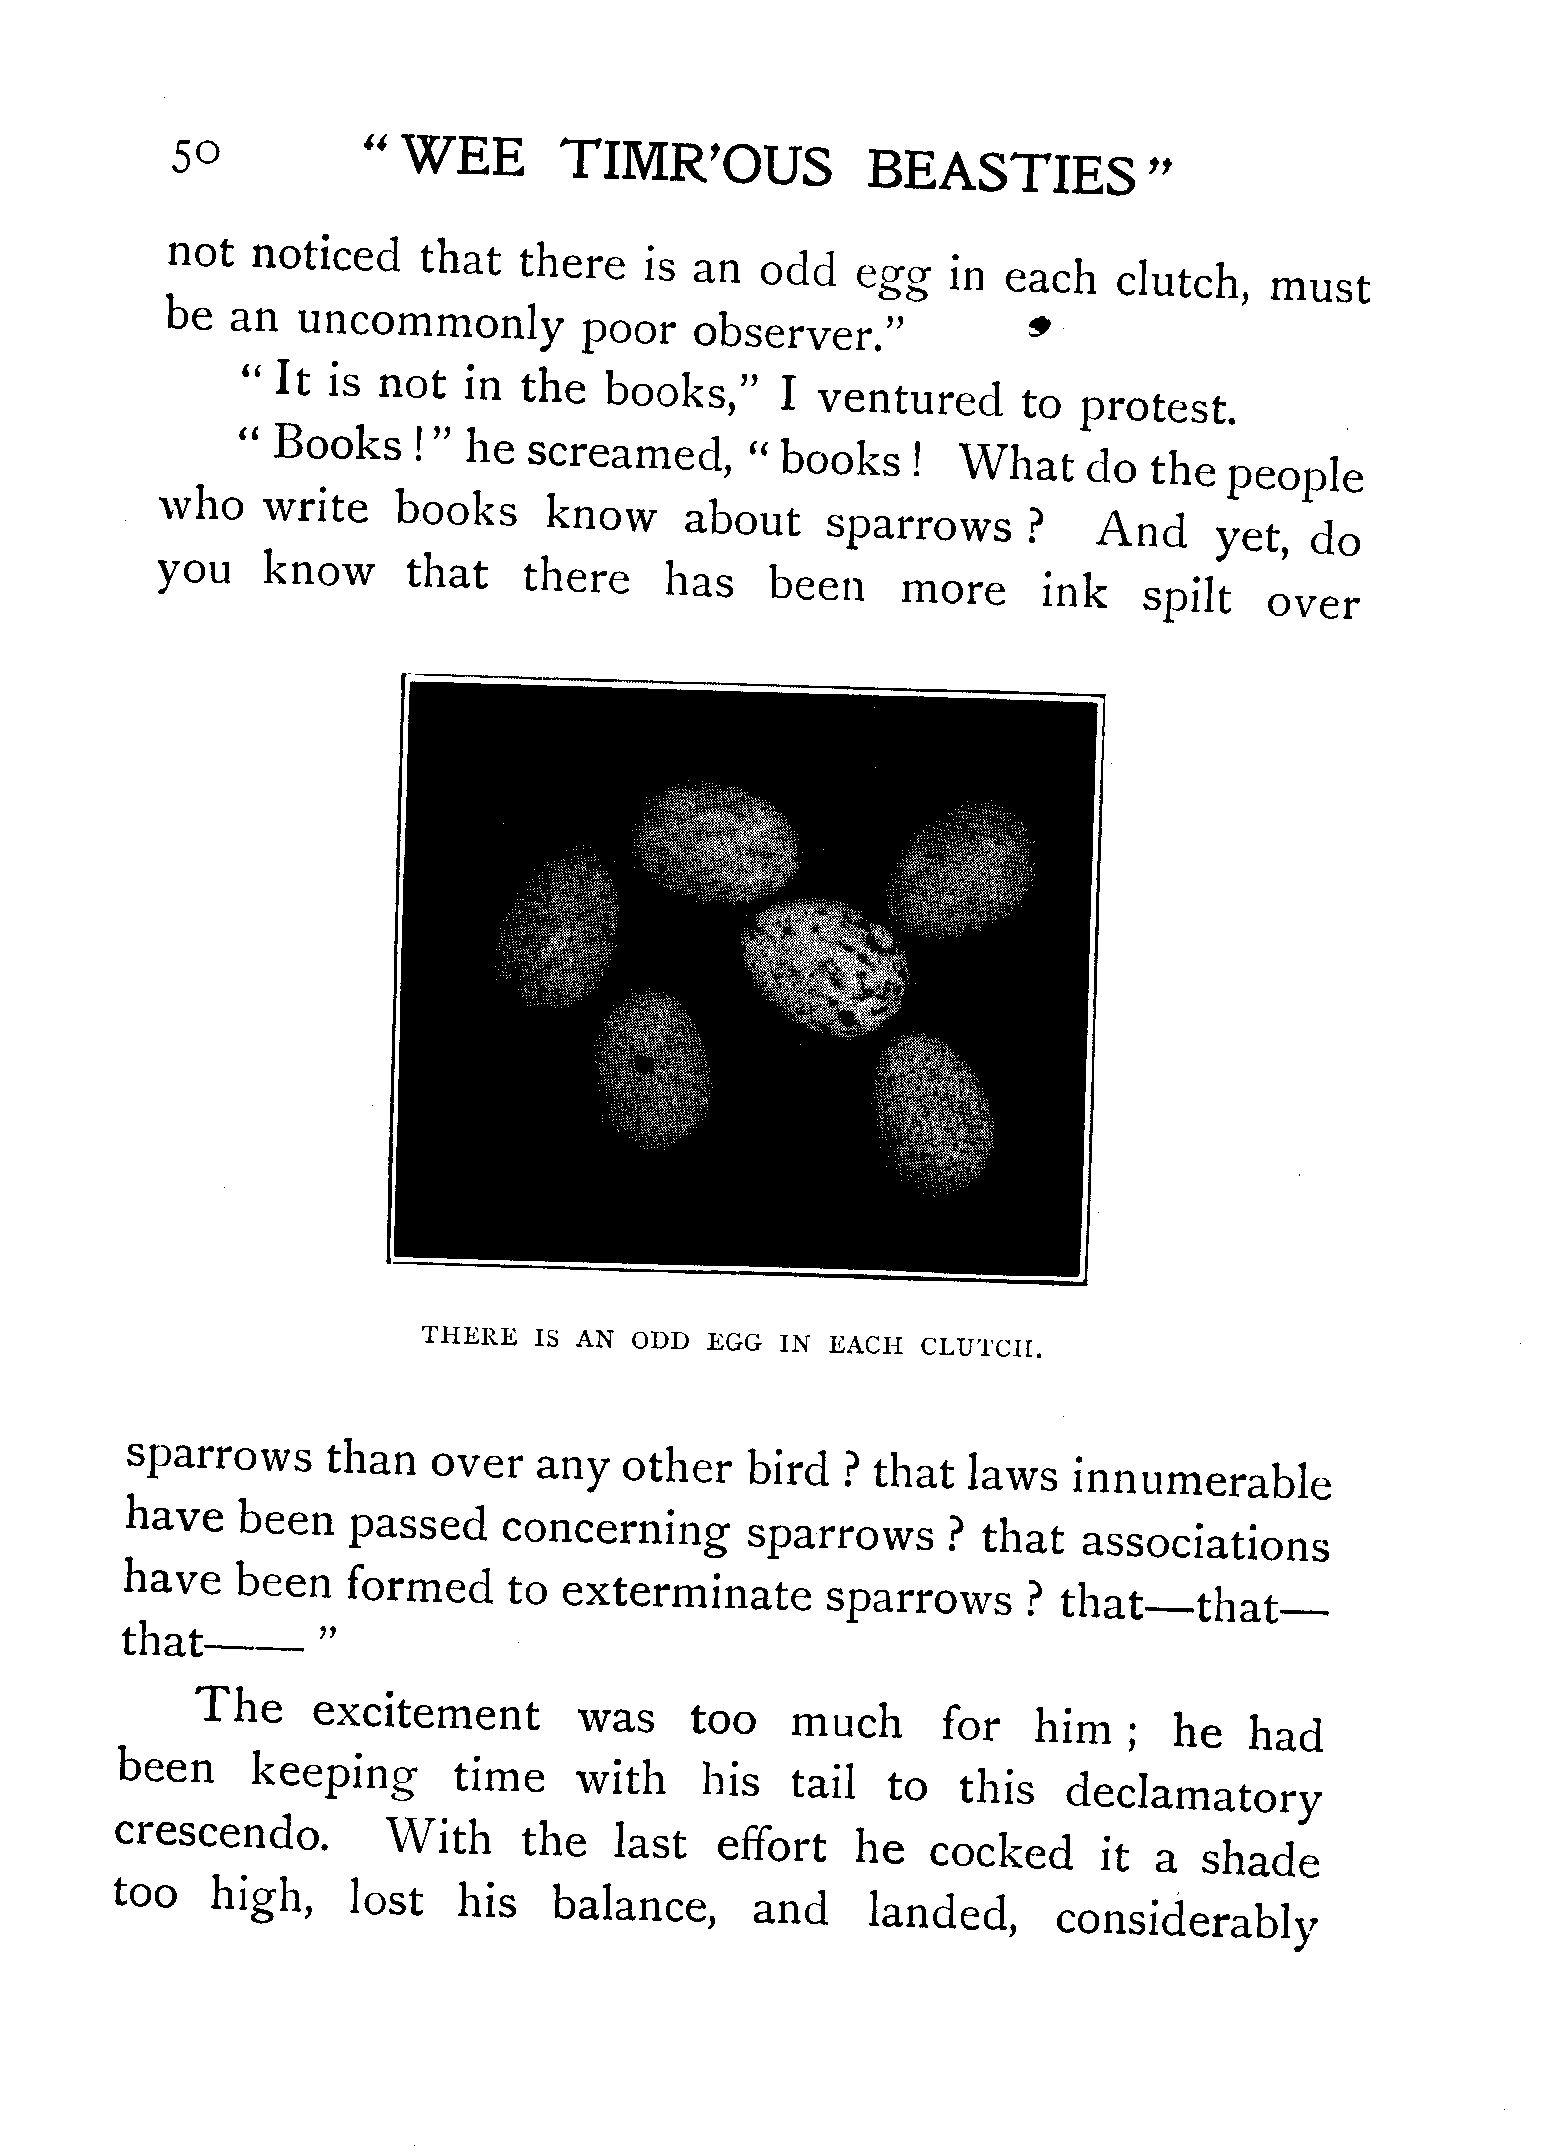 50 “ WEE TIMR’OUS BEASTIES ”
not noticed that there is an odd egg in each clutch, must
be an uncommonly poor observer.”
“ It is not in the books,” I ventured to protest.
“ Books ! ” he screamed, “ books ! What do the people
who write books know about sparrows ? And yet, do
you know that there has been more ink spilt over
THERE IS AN ODD EGG IN EACH CLUTCH.
sparrows than over any other bird ? that laws innumerable
have been passed concerning sparrows ? that associations
have been formed to exterminate sparrows ? that—that—
that—— ”
The excitement was too much for him ; he had
been keeping time with his tail to this declamatory
crescendo. With the last effort he cocked it a shade
too high, lost his balance, and landed, considerably